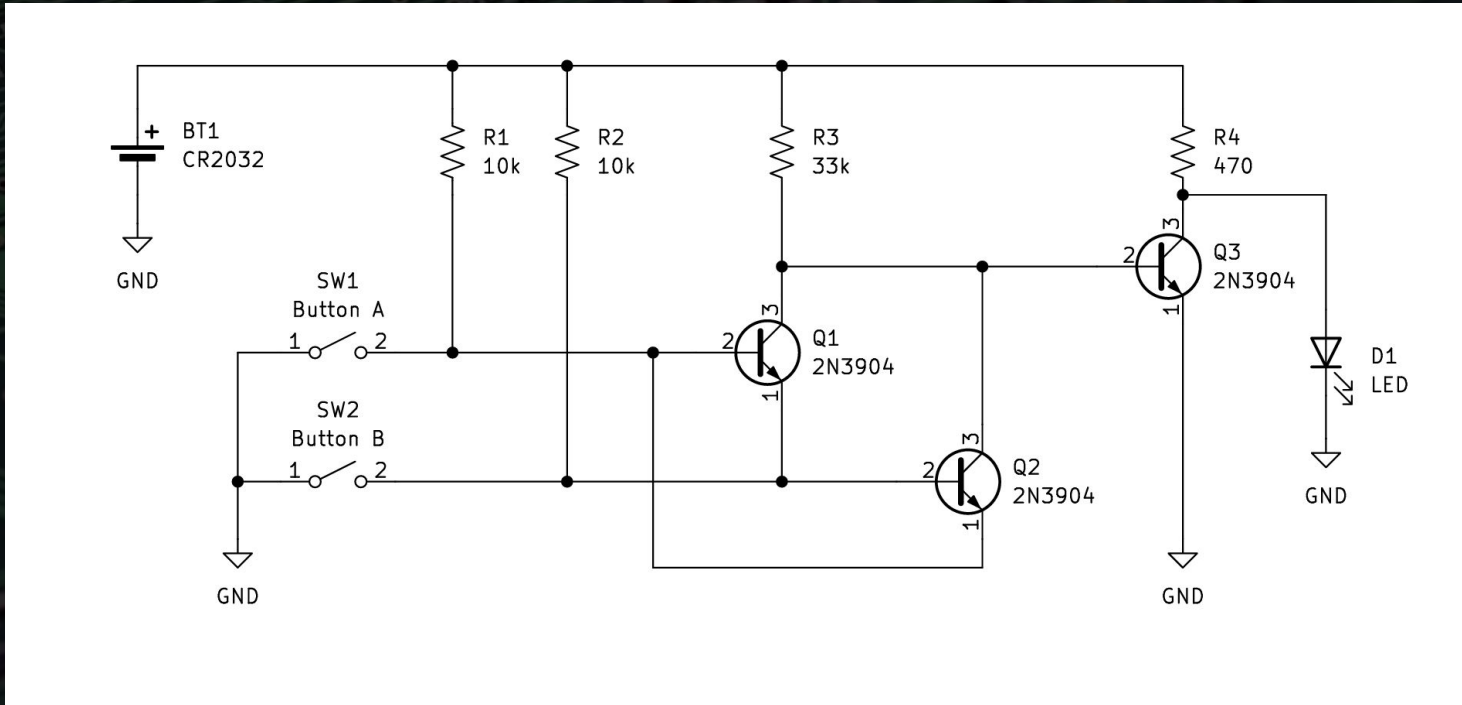 +
BT1
CR2032
GND
R1
10k
R2
10k
R3
33k
R4
470
SW1
Button A
1
2
SW2
Button B
1
2
GND
2
3
1
Q1
2N3904
2
3
1
Q2
2N3904
2
3
1
Q3
2N3904
GND
D1
LED
GND